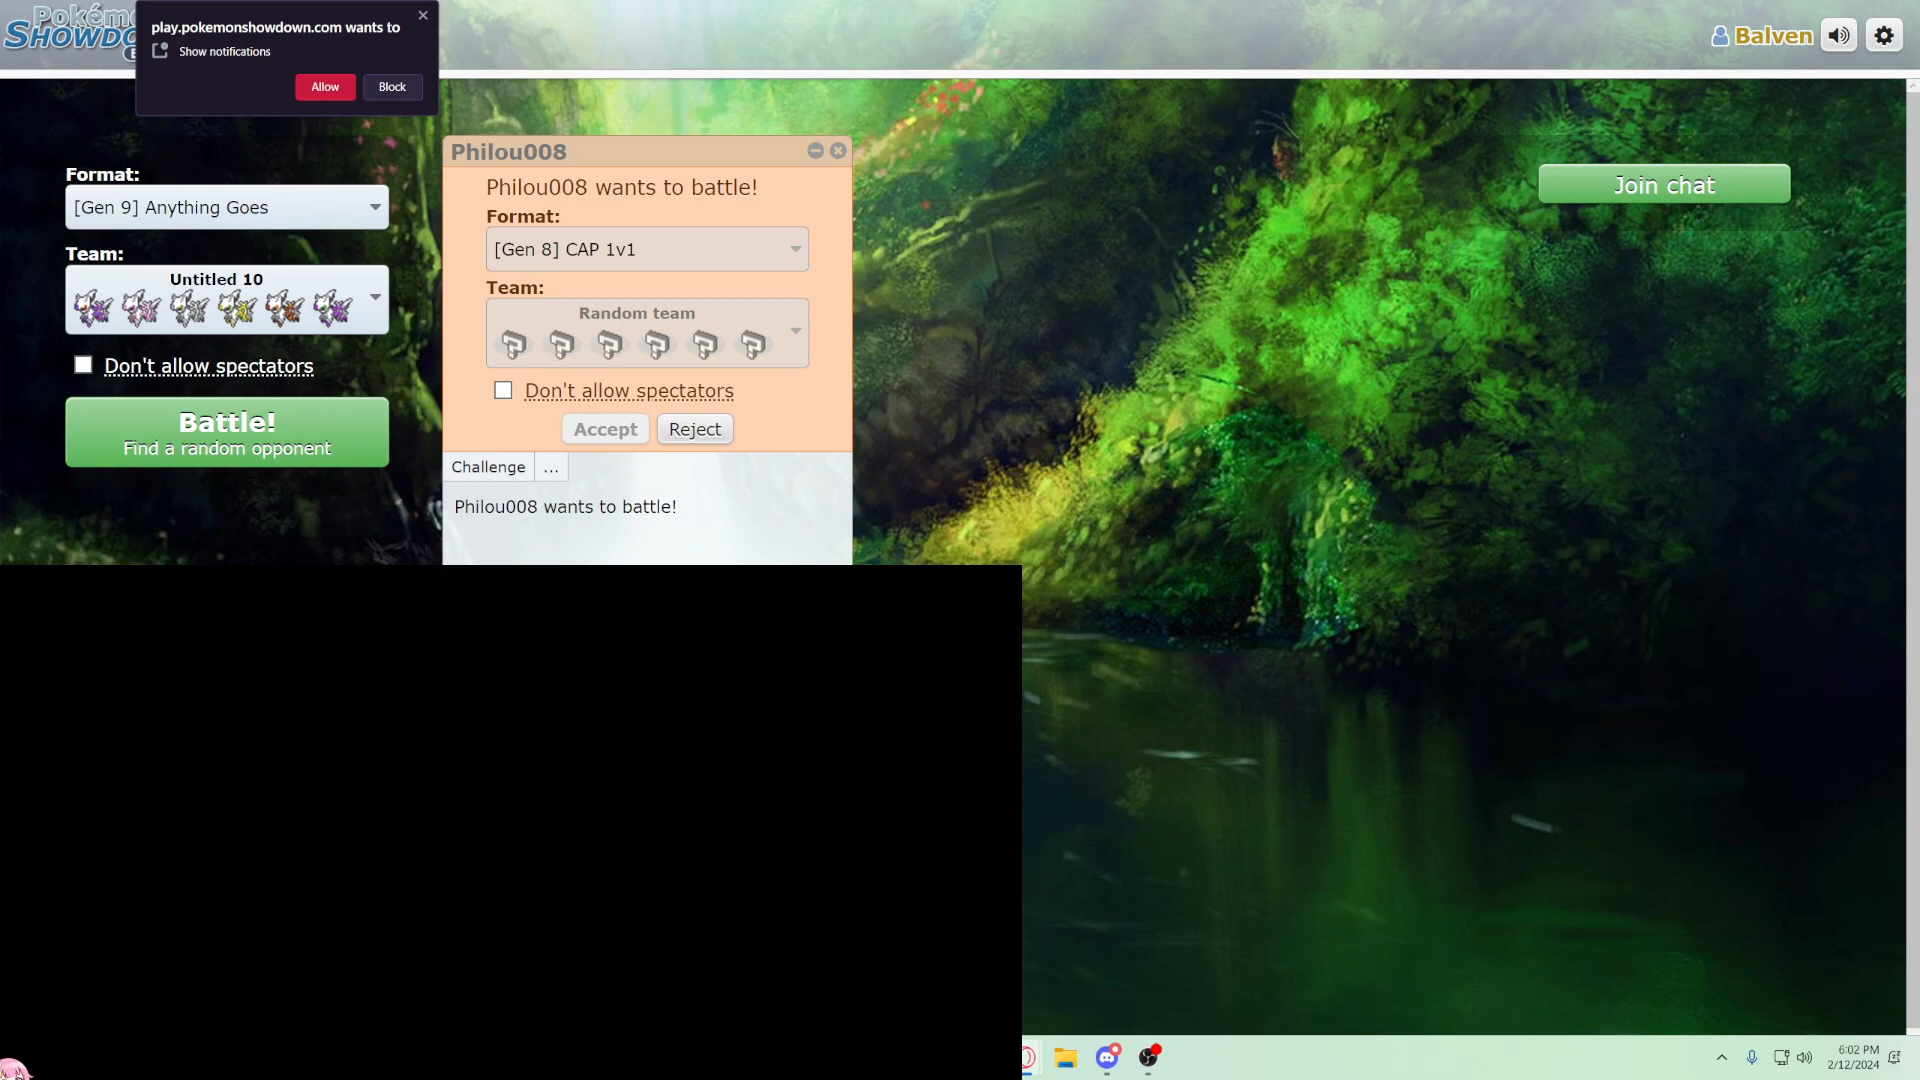 play.pokemonshowdown.com wants to
Show notifications
Allow
Block
Balven
Format:
[Gen 9] Anything Goes
Team:
Untitled 10
Don't allow spectators
Battle!
Find a random opponent
Philou008
Philou008 wants to battle!
Format:
[Gen 8] CAP 1v1
Team:
Random team
Don't allow spectators
Accept
Reject
Challenge
...
Philou008 wants to battle!
Join chat
6:02 PM
2/12/2024